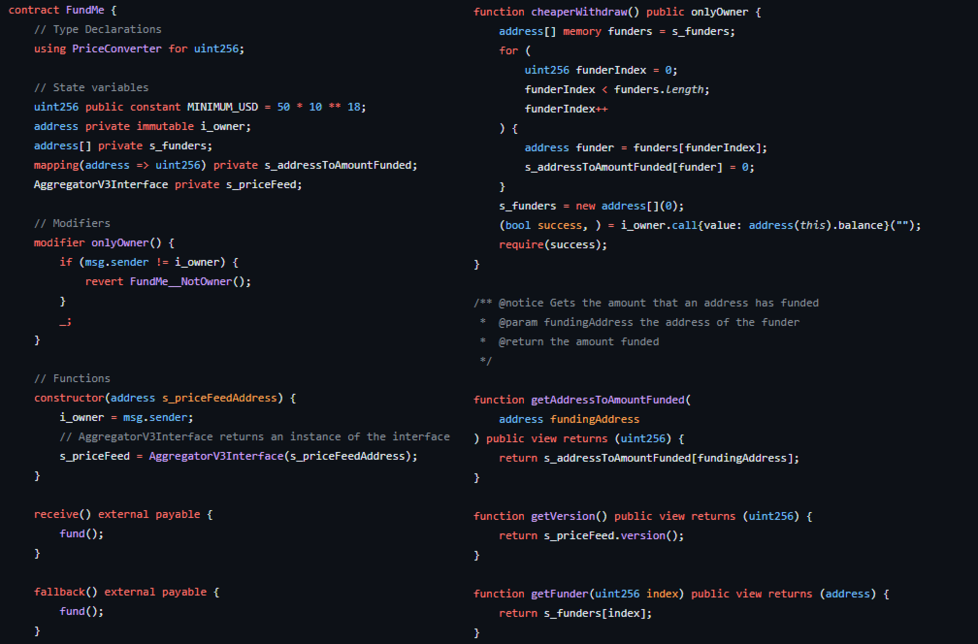 contract FundMe {
// Type Declarations
using PriceConverter for uint256;
// State variables
uint256 public constant MINIMUM_USD = 50 * 10 ** 18;
address private immutable i_owner;
address[] private s_funders;
mapping(address => uint256) private s_addressToAmountFunded;
AggregatorV3Interface private s_priceFeed;
// Modifiers
modifier onlyOwner() {
if (msg.sender != i_owner) {
revert FundMe__NotOwner();
}
_;
}
// Functions
constructor(address s_priceFeedAddress) {
i_owner = msg.sender;
// AggregatorV3Interface returns an instance of the interface
s_priceFeed = AggregatorV3Interface(s_priceFeedAddress);
}
receive() external payable {
fund();
}
fallback() external payable {
fund();
}
function cheaperWithdraw() public onlyOwner {
address[] memory funders = s_funders;
for (
uint256 funderIndex = 0;
funderIndex < funders.length;
funderIndex++
) {
address funder = funders[funderIndex];
s_addressToAmountFunded[funder] = 0;
}
s_funders = new address[](0);
(bool success, ) = i_owner.call{value: address(this).balance}("");
require(success);
}
/** @notice Gets the amount that an address has funded
* @param fundingAddress the address of the funder
* @return the amount funded
*/
function getAddressToAmountFunded(
address fundingAddress
) public view returns (uint256) {
return s_addressToAmountFunded[fundingAddress];
}
function getVersion() public view returns (uint256) {
return s_priceFeed.version();
}
function getFunder(uint256 index) public view returns (address) {
return s_funders[index];
}